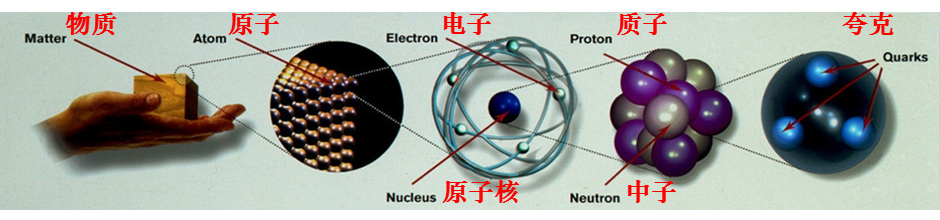 物质 原子 电子 质子 夸克
Matter Atom Electron Proton
Quarks
Nucleus 原子核 Neutron 中子